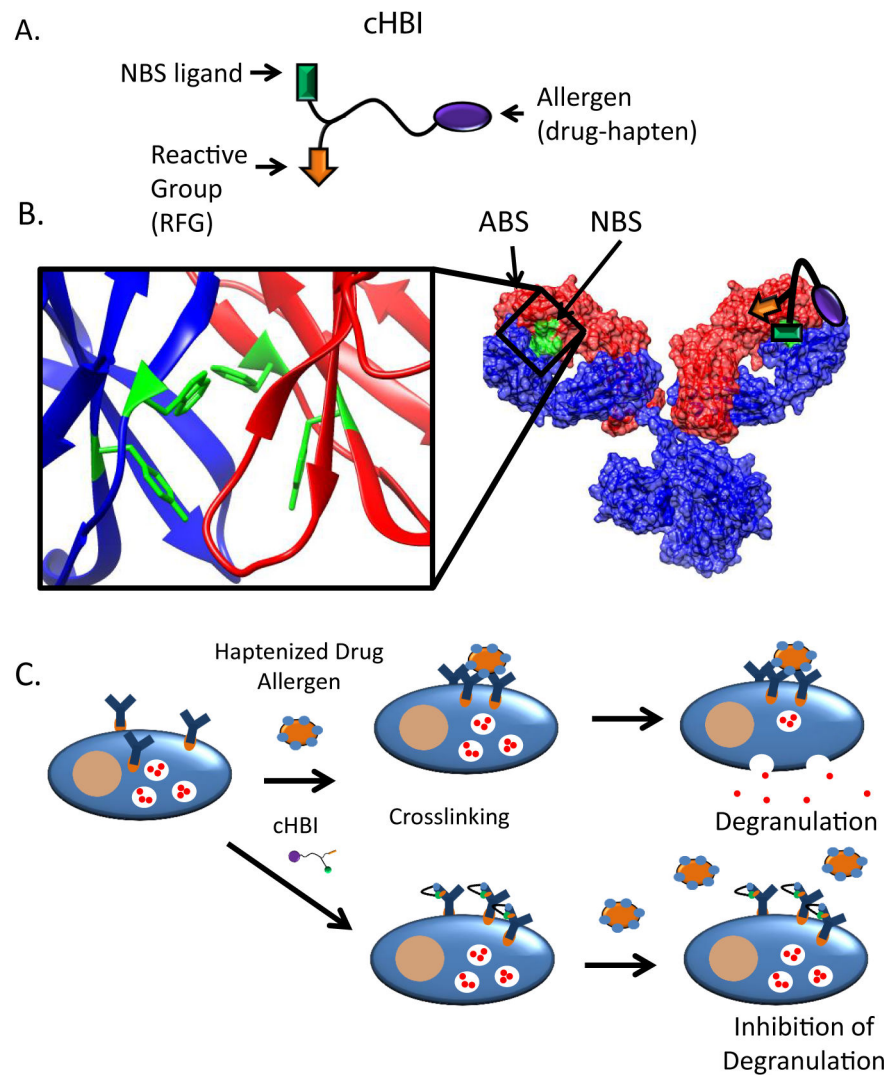 A.
cHBI
NBS ligand
Allergen
(drug-hapten)
Reactive
Group
(RFG)
B.
ABS
NBS
C.
Haptenized Drug
Allergen
Crosslinking
Degranulation
cHBI
Inhibition of
Degranulation